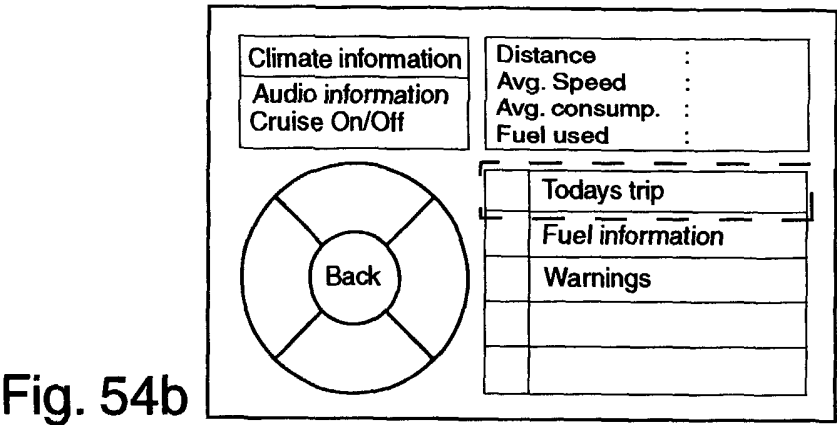 Climate information
Audio information
Cruise On/Off
Distance :
Avg. Speed :
Avg. consump. :
Fuel used :
Todays trip
Fuel information
Warnings
Back
Fig. 54b